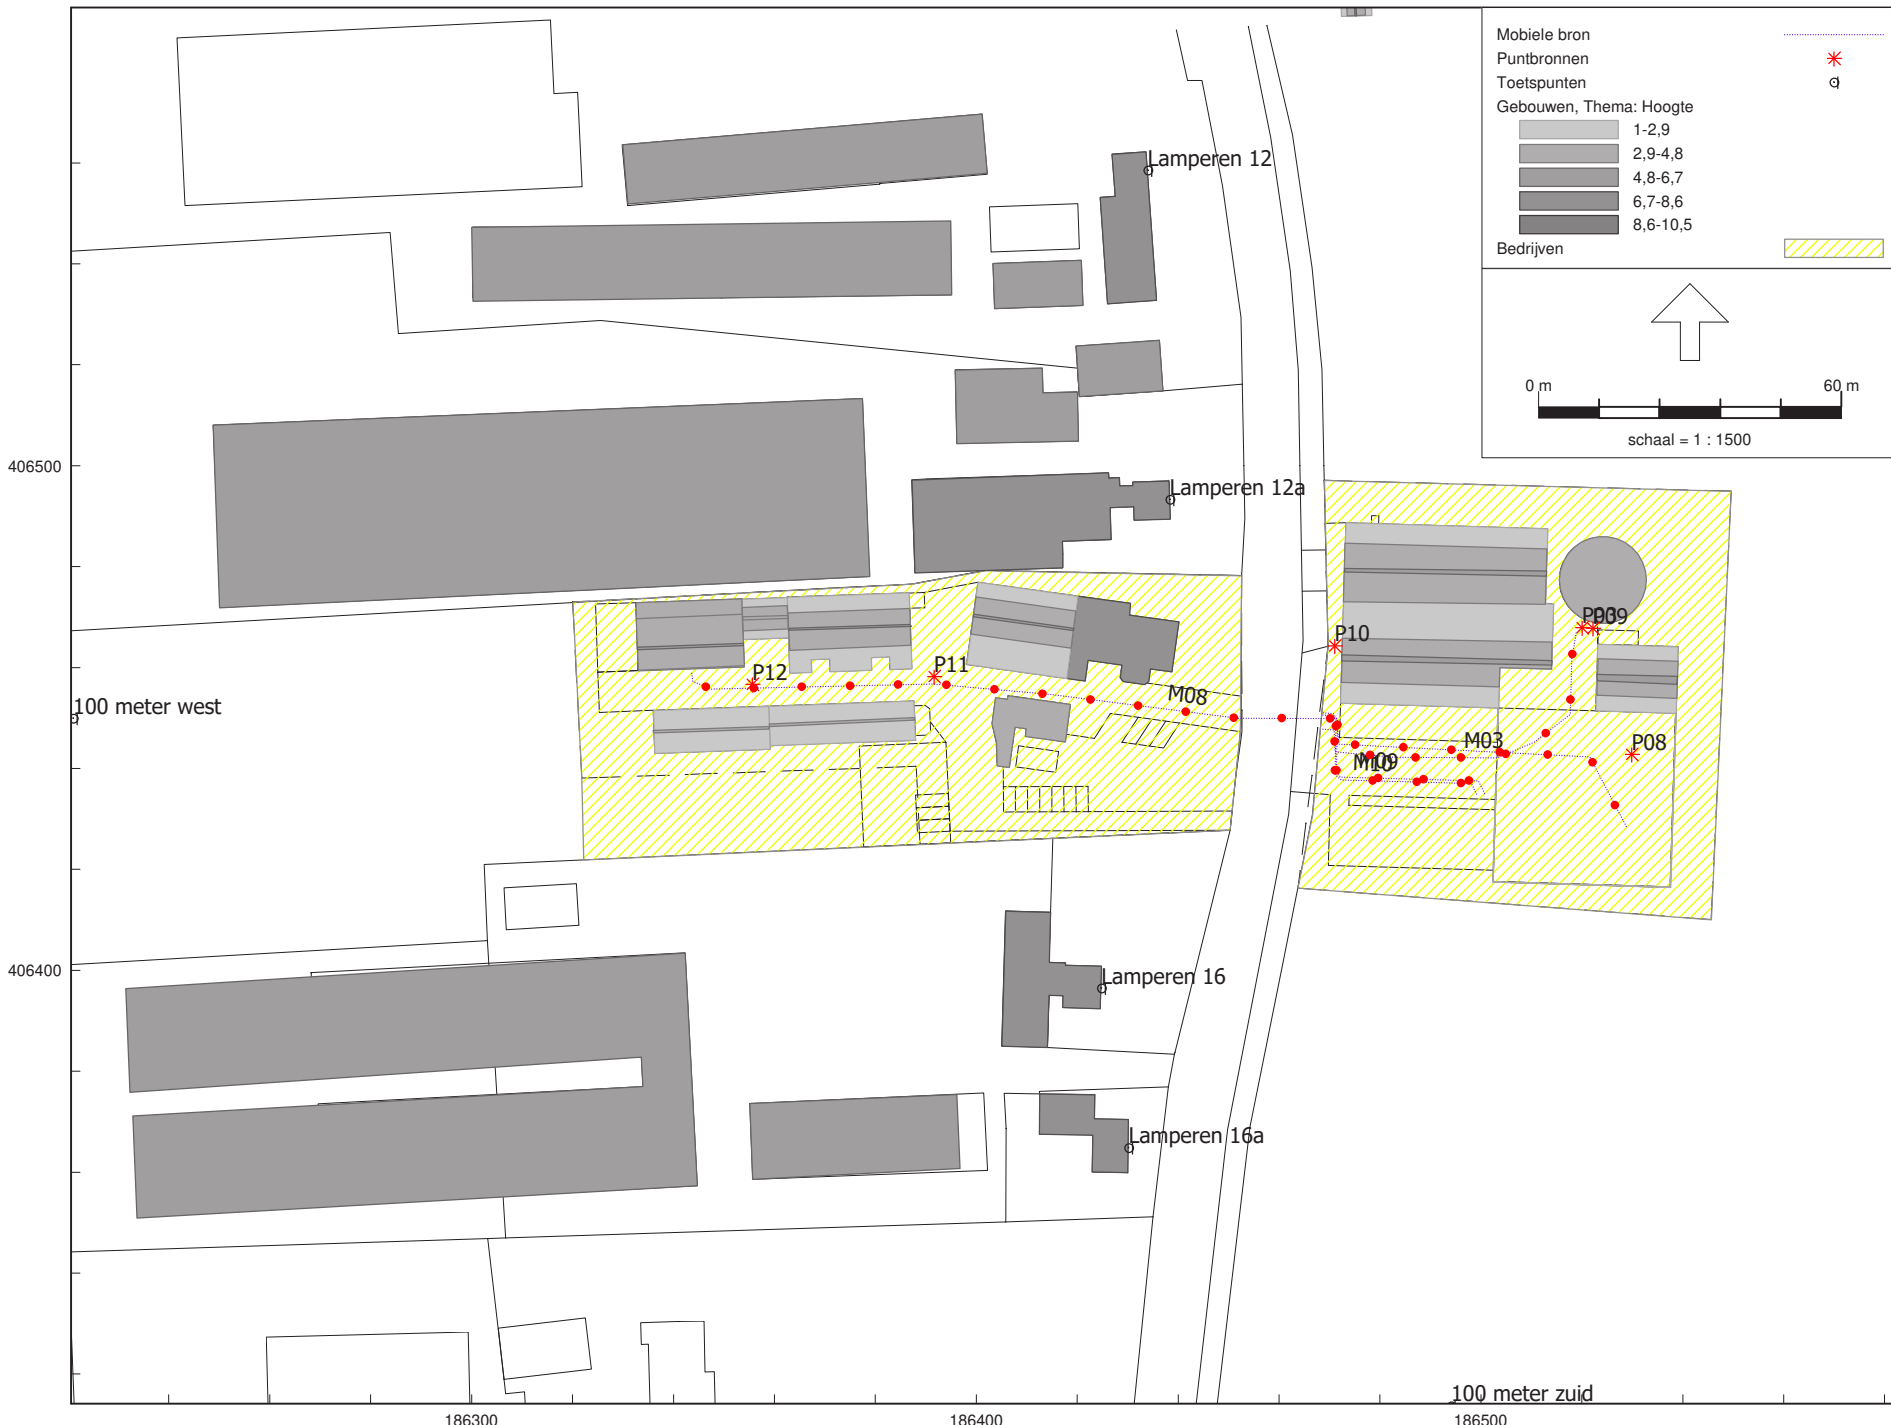 Mobiele bron
Puntbronnen
Toetspunten
Gebouwen, Thema: Hoogte
1-2,9
2,9-4,8
4,8-6,7
6,7-8,6
8,6-10,5
Bedrijven
0 m 60 m
schaal = 1 : 1500
Lamperen 12
406500
Lamperen 12a
P09
P10
P11
P12
M08
100 meter west
M03
P08
M09
M10
406400
Lamperen 16
Lamperen 16a
100 meter zuid
186300 186400 186500